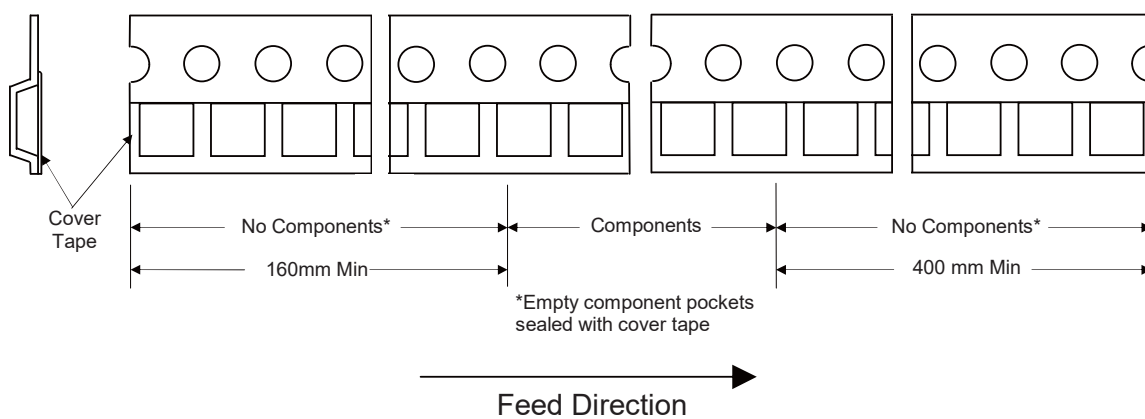 Cover
Tape
No Components*
Components
No Components*
160mm Min
400 mm Min
*Empty component pockets
sealed with cover tape
Feed Direction